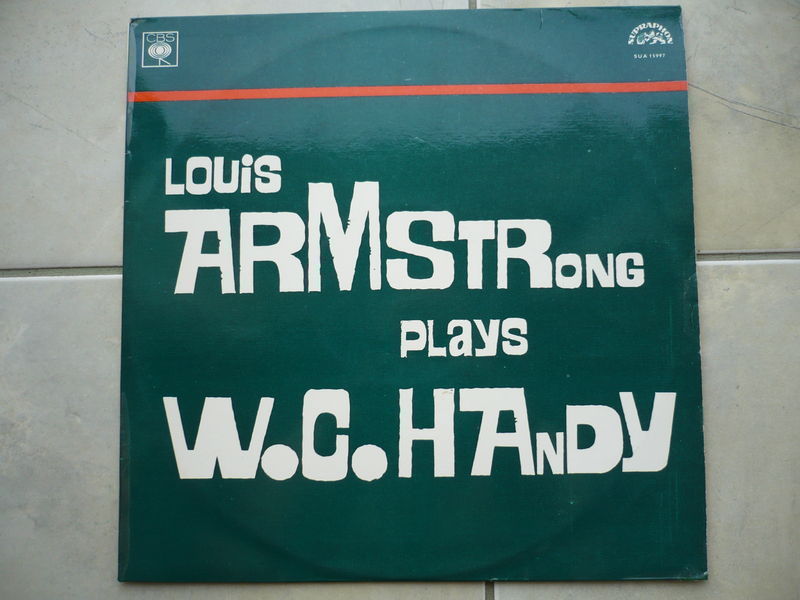 CBS
SUPRAPHON
SUA 15997
LOUiS
ARMSTRONG
PLaYS
W.C.HANDY